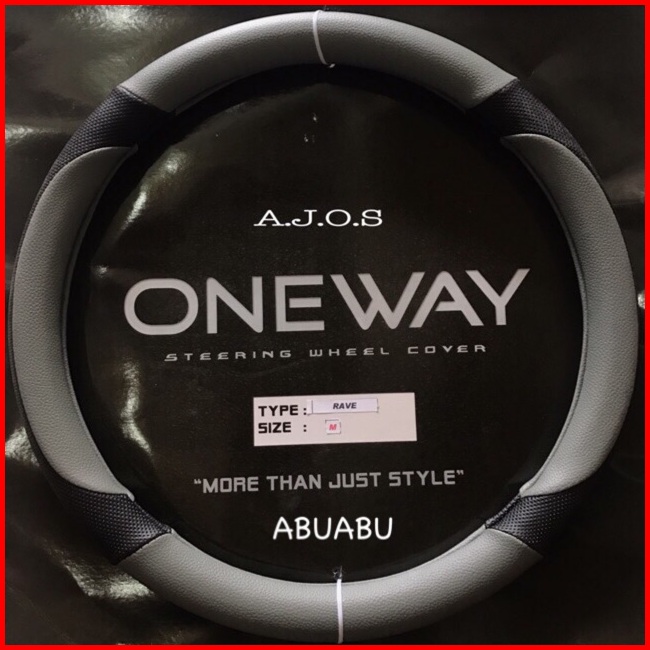 A.J.O.S
ONEWAY
STEERING WHEEL COVER
TYPE : RAVE
SIZE : M
“MORE THAN JUST STYLE”
ABUABU